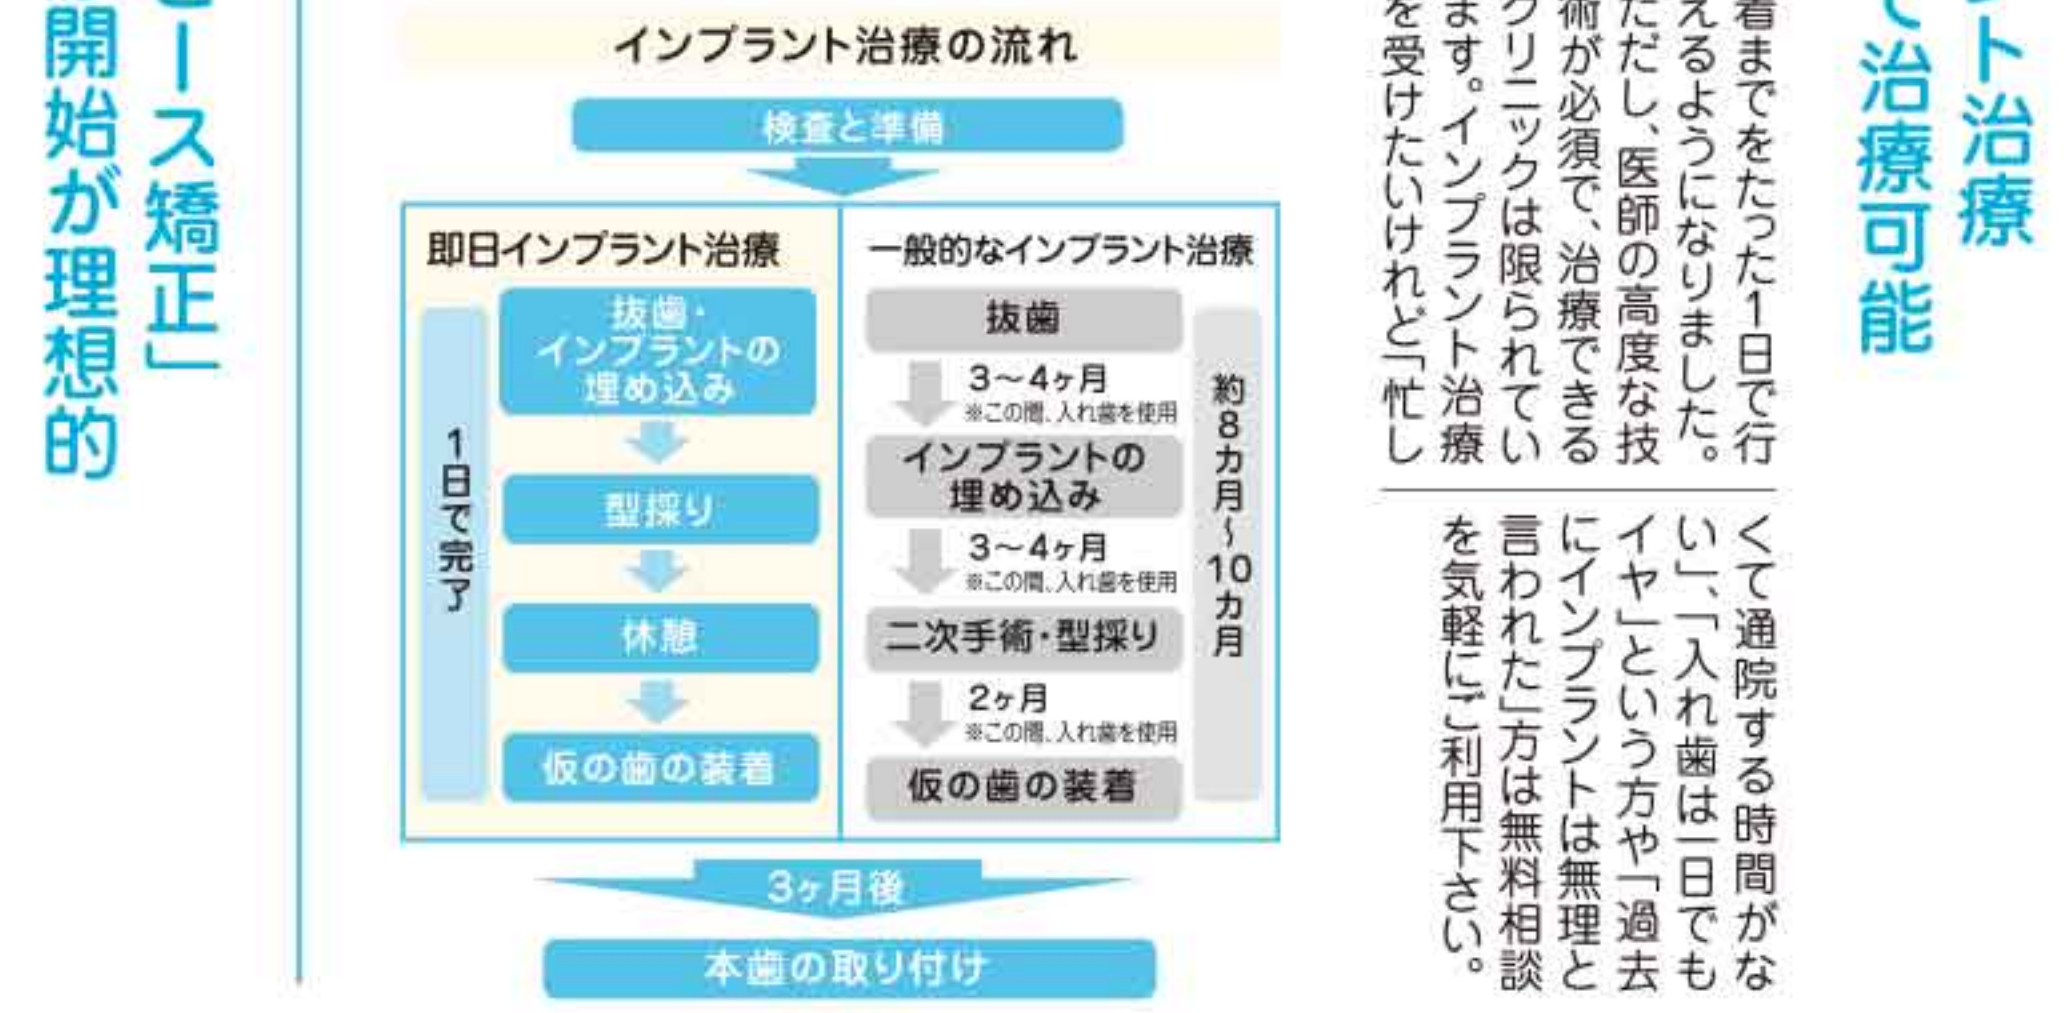 ト治療
で治療可能
着までをたった1日で行
えるようになりました。
ただし、医師の高度な技
術が必須で、治療できる
クリニックは限られてい
ます。インプラント治療
を受けたいけれど「忙し
くて通院する時間がな
い」、「入れ歯は一日でも
イヤ」という方や「過去
にインプラントは無理と
言われた」方は無料相談
を気軽にご利用下さい。
インプラント治療の流れ
検査と準備
即日インプラント治療
1日で完了
抜歯・
インプラントの
埋め込み
型採り
休憩
仮の歯の装着
一般的なインプラント治療
抜歯
3〜4ヶ月
※この間、入れ歯を使用
インプラントの
埋め込み
3〜4ヶ月
※この間、入れ歯を使用
二次手術・型採り
2ヶ月
※この間、入れ歯を使用
仮の歯の装着
約8カ月〜10カ月
3ヶ月後
本歯の取り付け
ース矯正」
開始が理想的